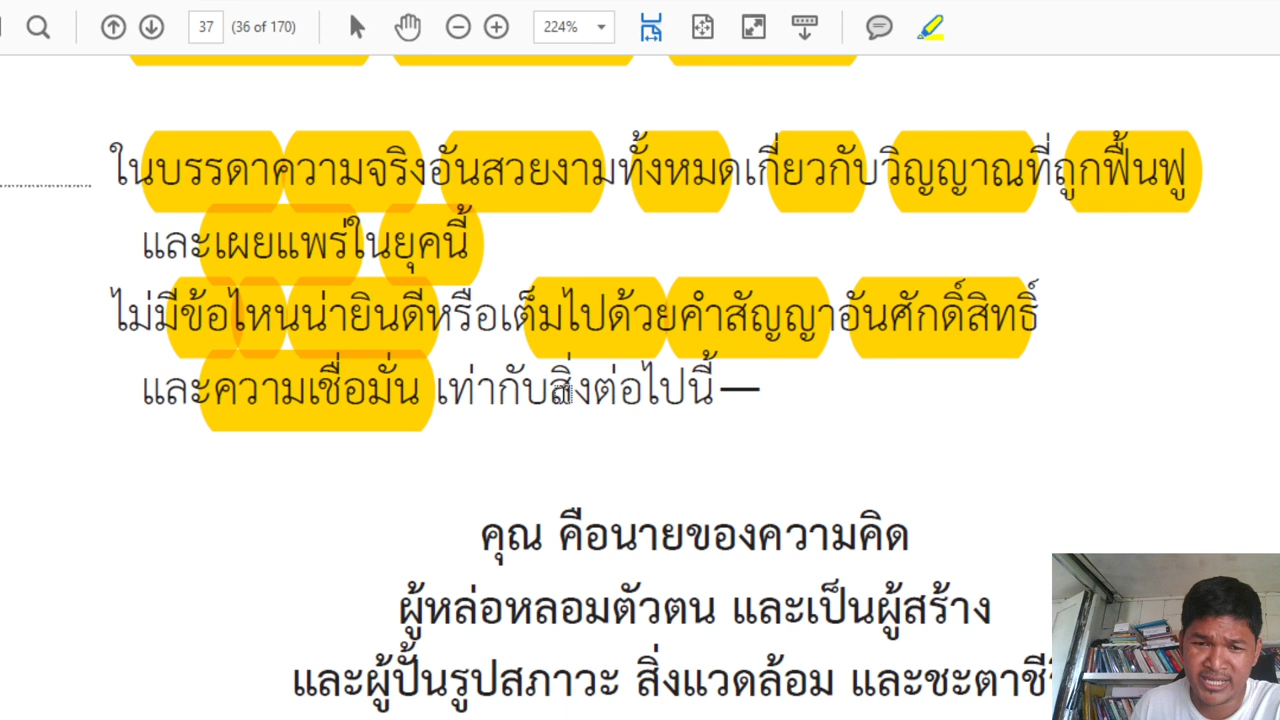 37 (36 of 170) 224%
ในบรรดาความจริงอันสวยงามทั้งหมดเกี่ยวกับวิญญาณที่ถูกฟื้นฟู
และเผยแพร่ในยุคนี้
ไม่มีข้อไหนน่ายินดีหรือเต็มไปด้วยคำสัญญาอันศักดิ์สิทธิ์
และความเชื่อมั่น เท่ากับสิ่งต่อไปนี้—
คุณ คือนายของความคิด
ผู้หล่อหลอมตัวตน และเป็นผู้สร้าง
และผู้ปั้นรูปสภาวะ สิ่งแวดล้อม และชะตาชี